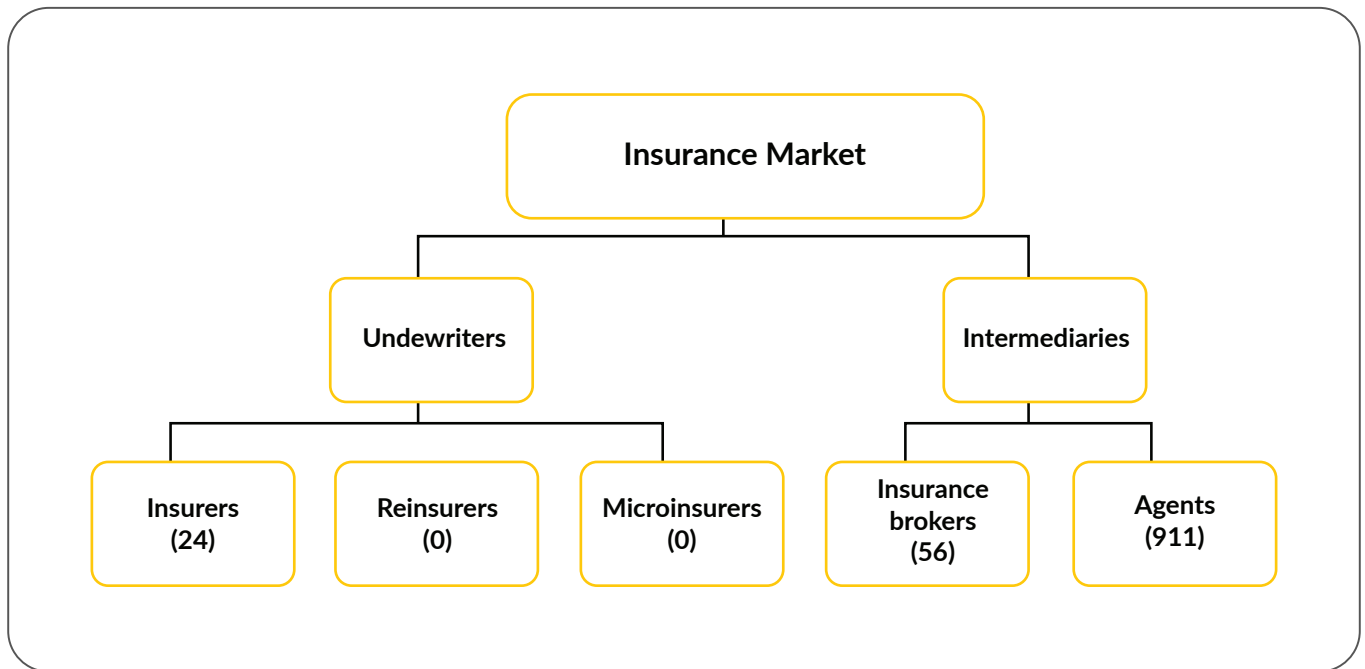 Insurance Market
Undewriters
Intermediaries
Insurers
(24)
Reinsurers
(0)
Microinsurers
(0)
Insurance
brokers
(56)
Agents
(911)